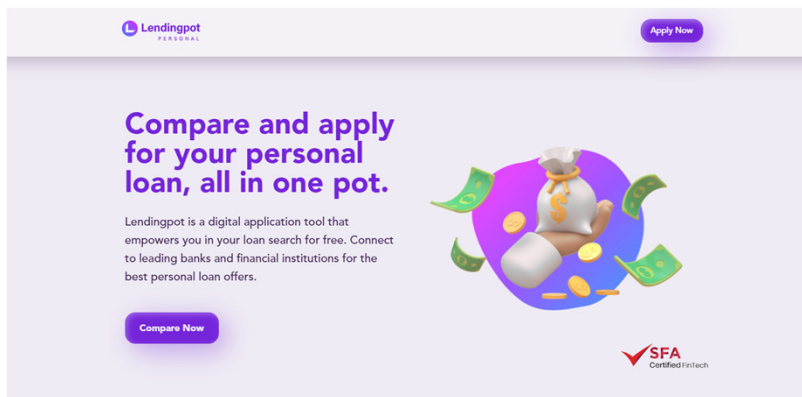 Lendingpot
PERSONAL
Apply Now
Compare and apply
for your personal
loan, all in one pot.
Lendingpot is a digital application tool that
empowers you in your loan search for free. Connect
to leading banks and financial institutions for the
best personal loan offers.
Compare Now
$
SFA
Certified FinTech